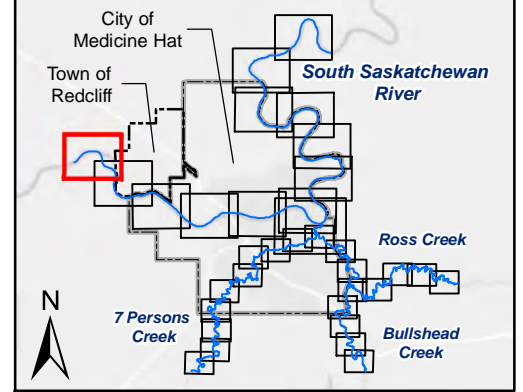 City of
Medicine Hat
Town of
Redcliff
South Saskatchewan
River
Ross Creek
7 Persons
Creek
Bullshead
Creek
N